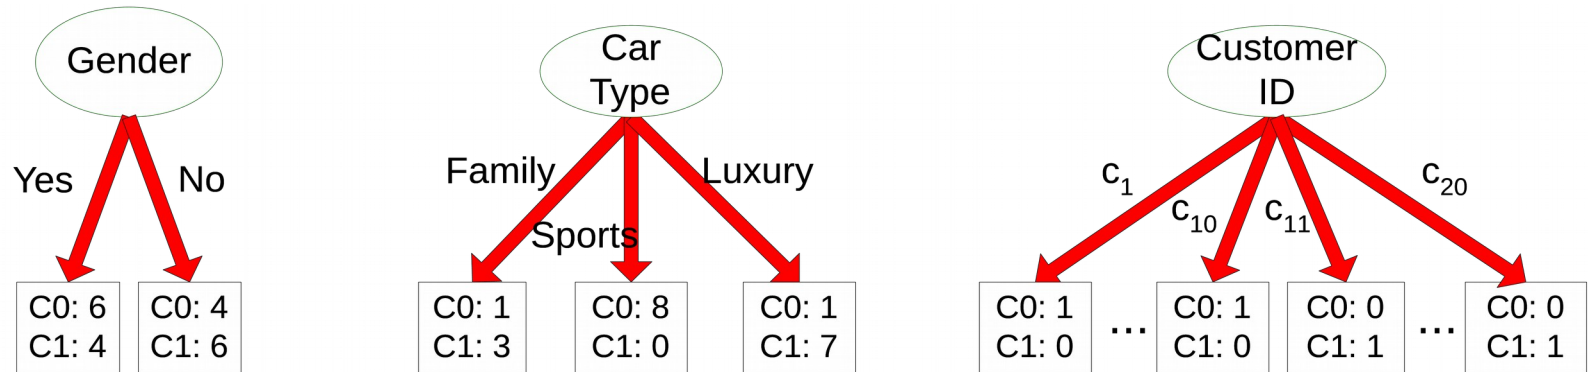 Gender
Yes
No
C0: 6
C1: 4
C0: 4
C1: 6
Car
Type
Family
Sports
Luxury
C0: 1
C1: 3
C0: 8
C1: 0
C0: 1
C1: 7
Customer
ID
c1
c10
c11
c20
C0: 1
C1: 0
...
C0: 1
C1: 0
C0: 0
C1: 1
...
C0: 0
C1: 1